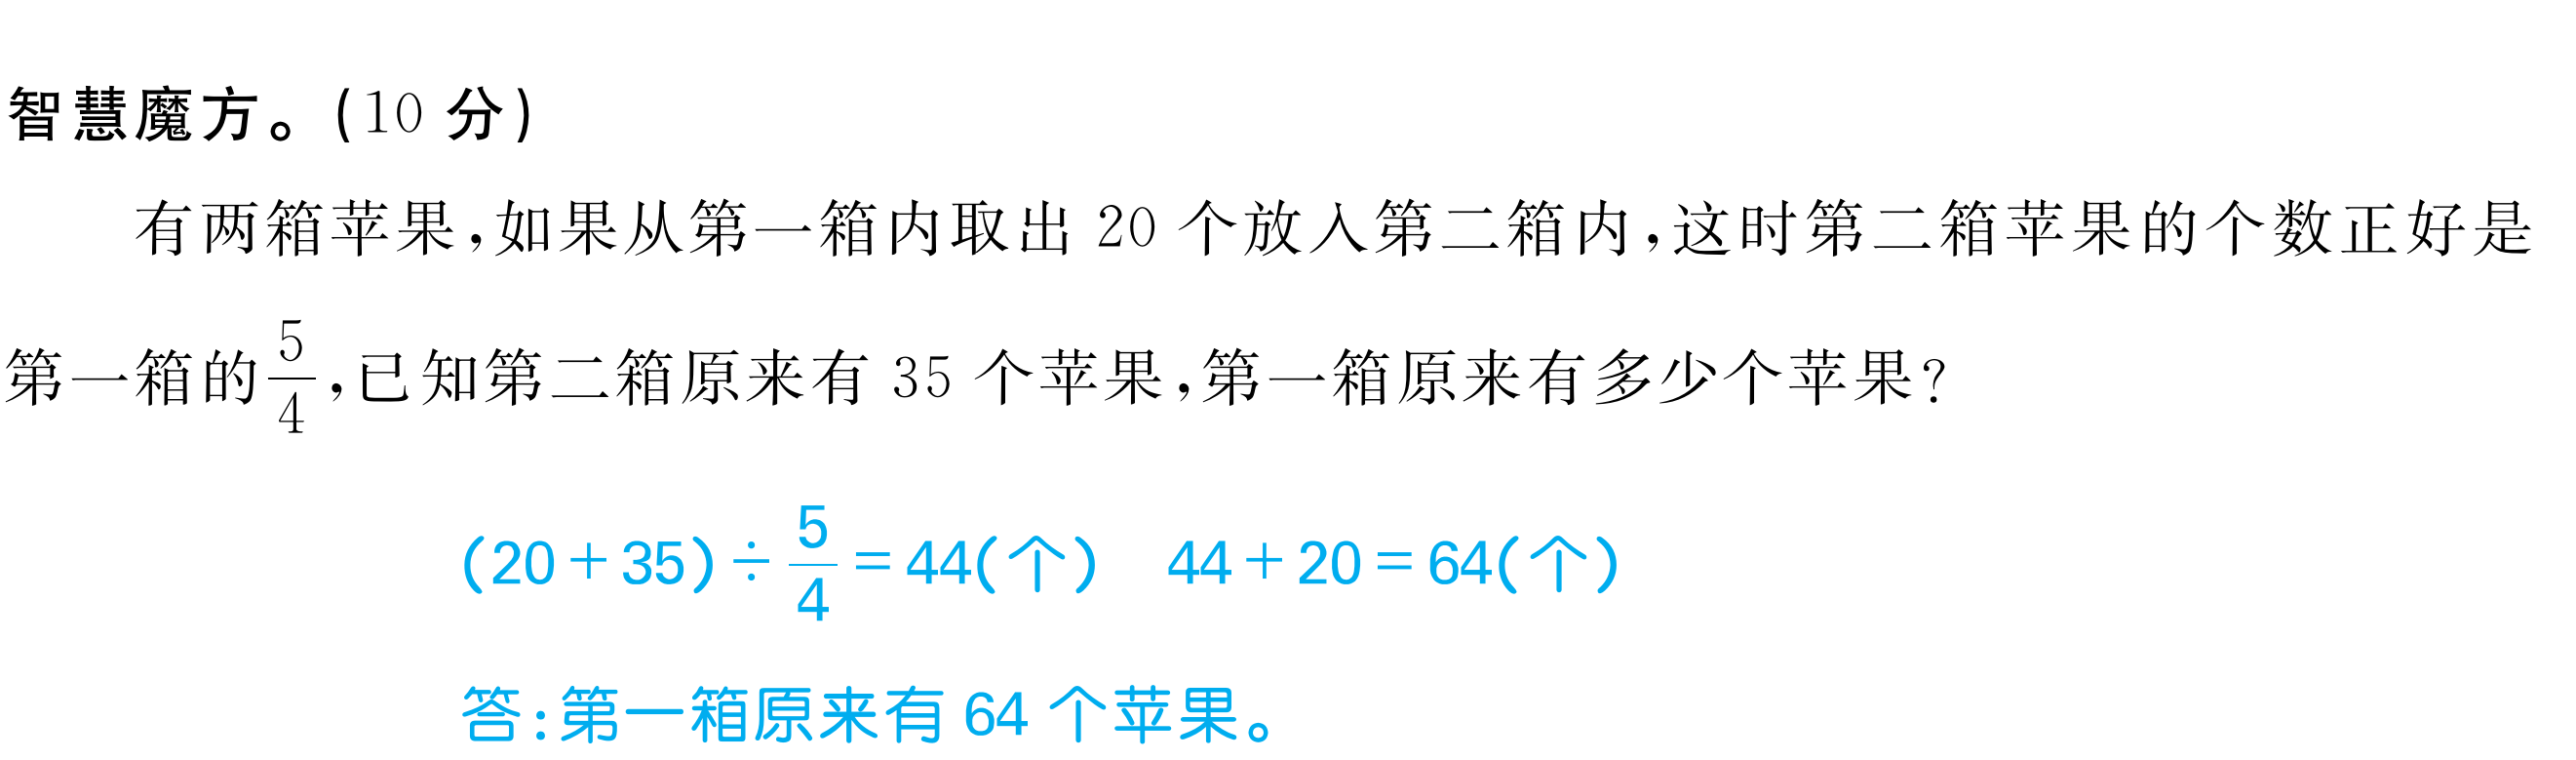 智慧魔方。(10 分)
有两箱苹果,如果从第一箱内取出 20 个放入第二箱内,这时第二箱苹果的个数正好是
第一箱的5/4,已知第二箱原来有 35 个苹果,第一箱原来有多少个苹果?
(20+35)÷5/4=44(个) 44+20=64(个)
答:第一箱原来有 64 个苹果。